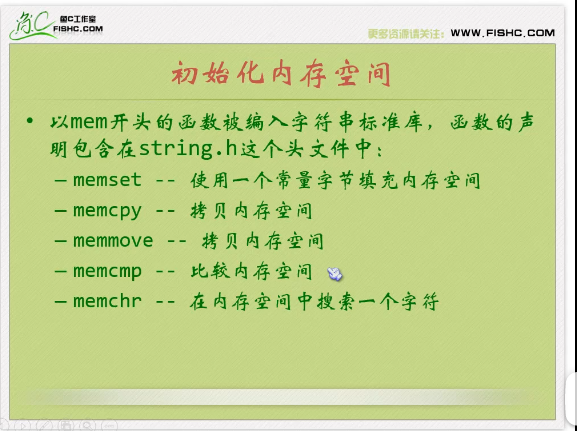 鱼C 鱼C工作室
FISHC.COM
更多资源请关注: WWW.FISHC.COM
初始化内存空间
• 以mem开头的函数被编入字符串标准库，函数的声
明包含在string.h这个头文件中：
– memset -- 使用一个常量字节填充内存空间
– memcpy -- 拷贝内存空间
– memmove -- 拷贝内存空间
– memcmp -- 比较内存空间
– memchr -- 在内存空间中搜索一个字符